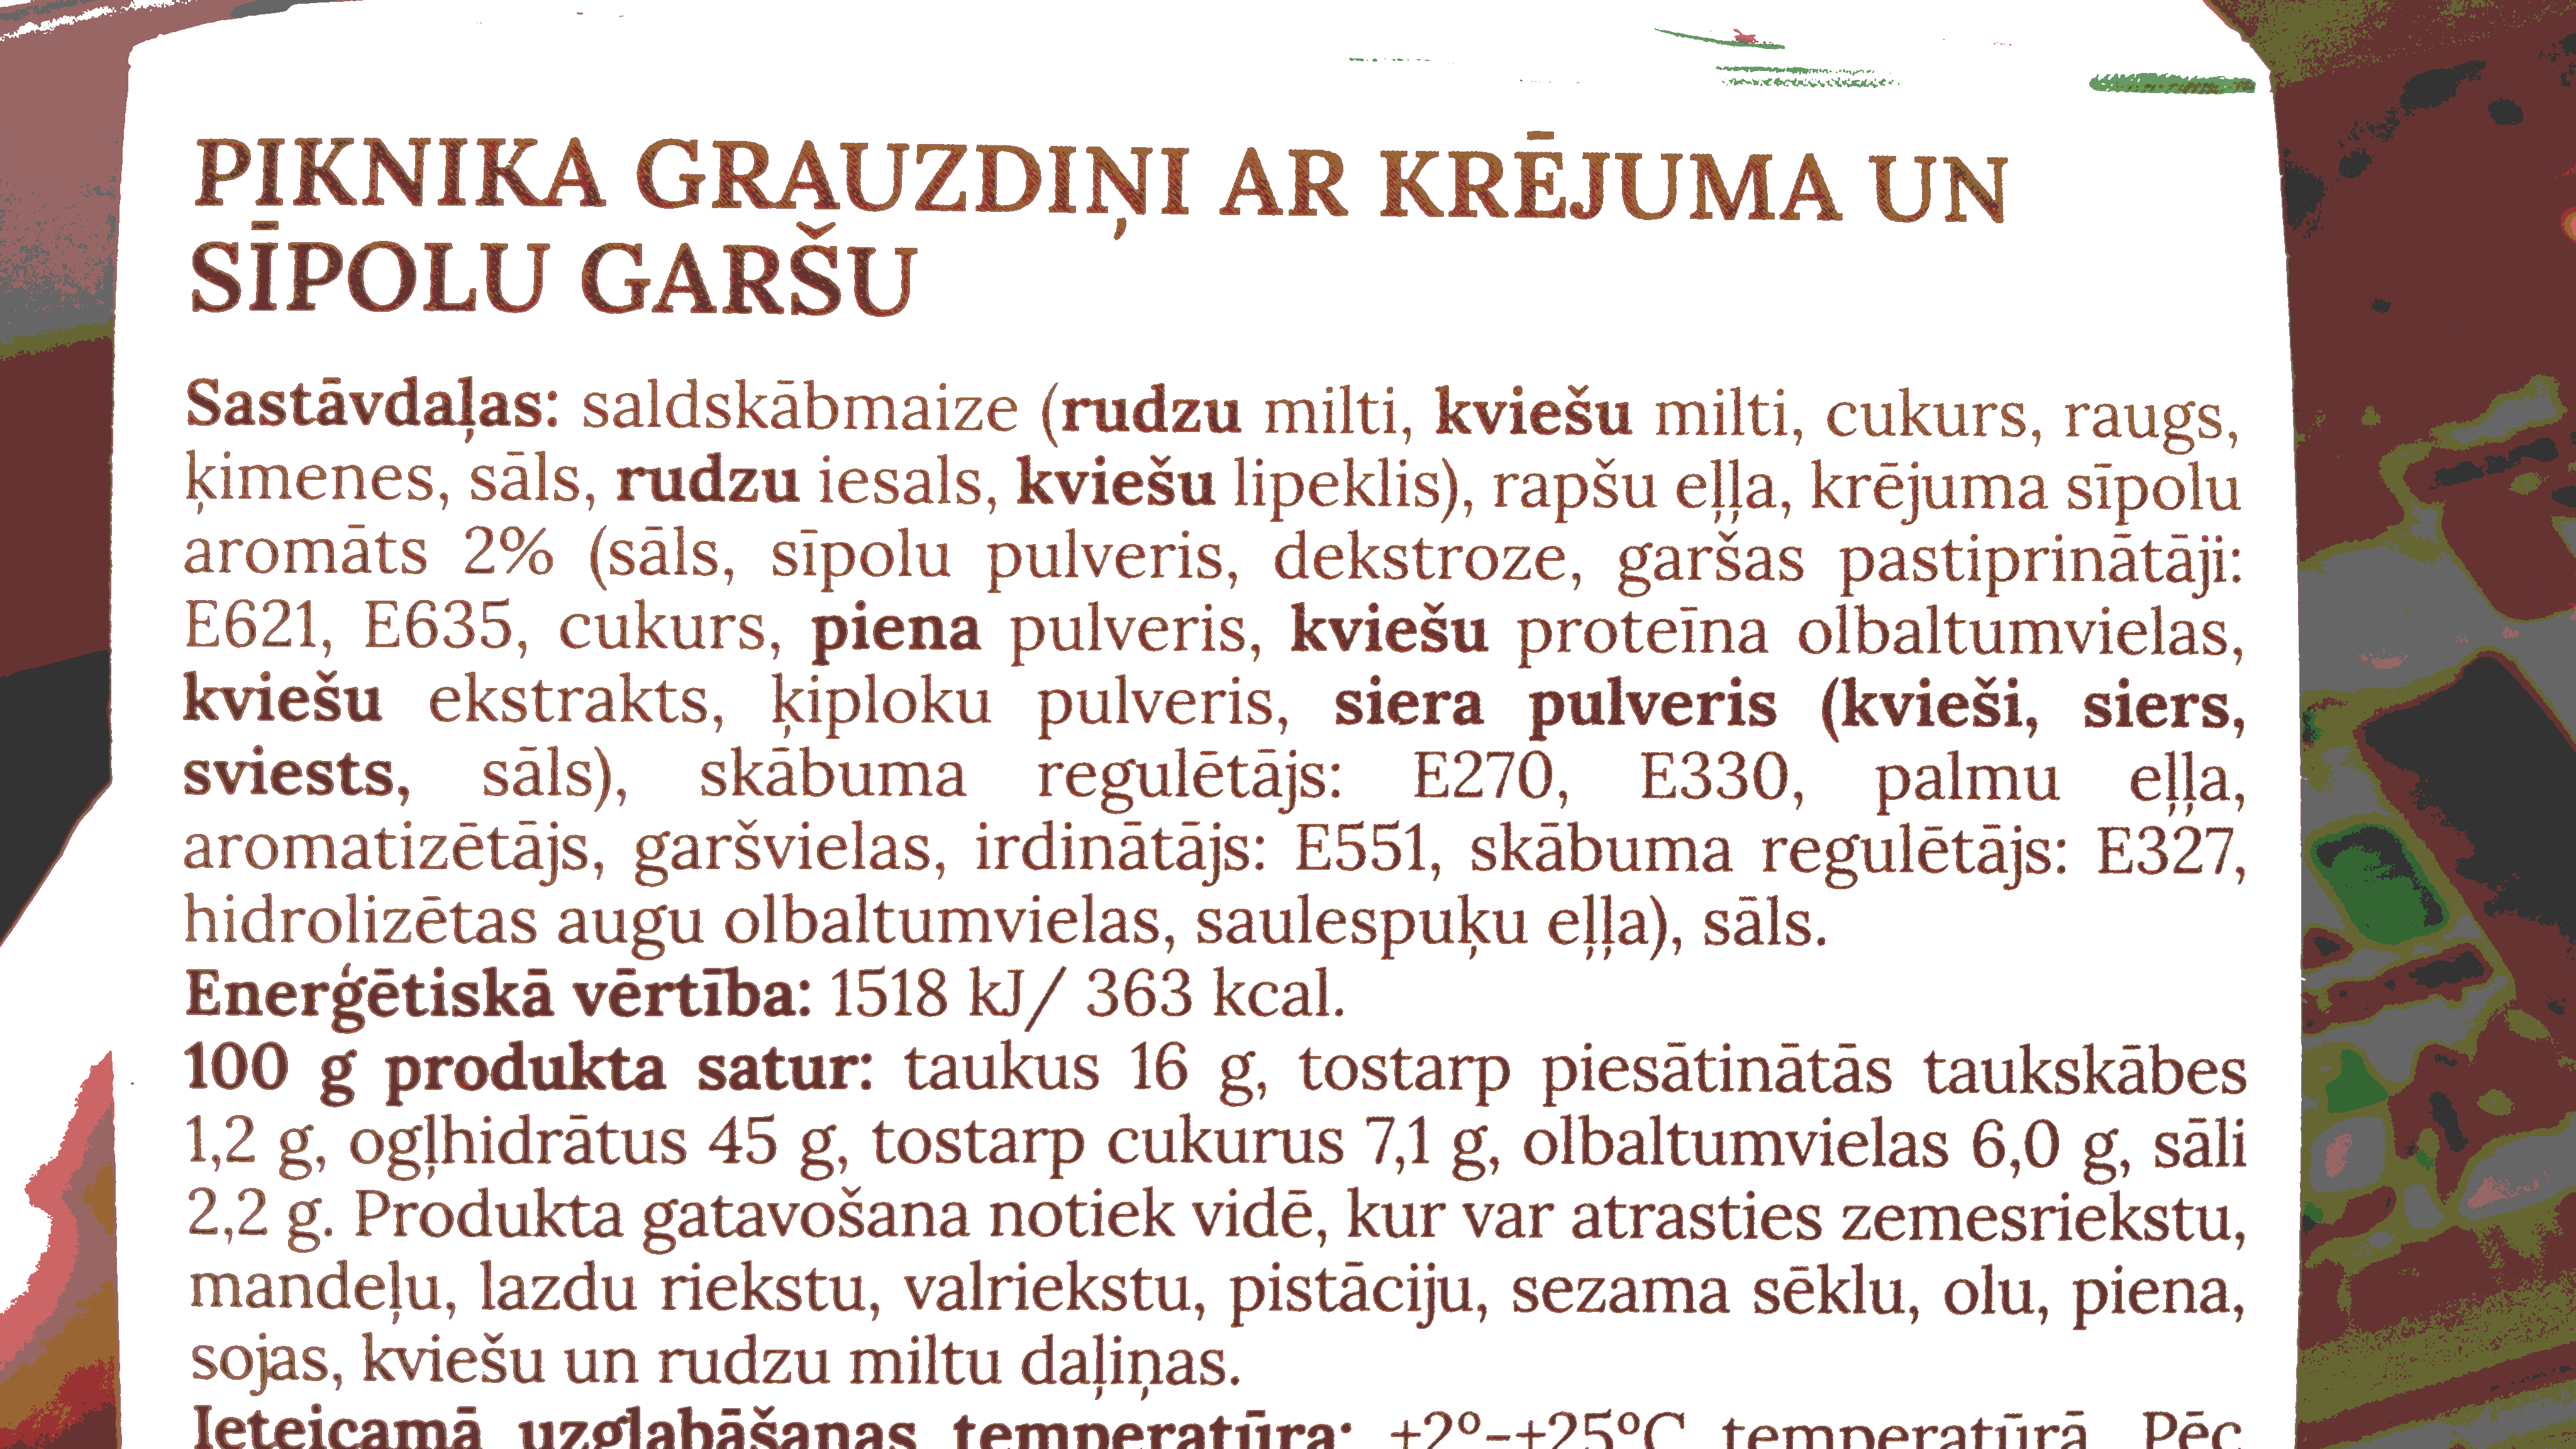 PIKNIKA GRAUZDIŅI AR KRĒJUMA UN
SĪPOLU GARŠU
Sastāvdaļas: saldskābmaize (rudzu milti, kviešu milti, cukurs, raugs,
ķimenes, sāls, rudzu iesals, kviešu lipeklis), rapšu eļļa, krējuma sīpolu
aromāts 2% (sāls, sīpolu pulveris, dekstroze, garšas pastiprinātāji:
E621, E635, cukurs, piena pulveris, kviešu proteīna olbaltumvielas,
kviešu ekstrakts, ķiploku pulveris, siera pulveris (kvieši, siers,
sviests, sāls), skābuma regulētājs: E270, E330, palmu eļļa,
aromatizētājs, garšvielas, irdinātājs: E551, skābuma regulētājs: E327,
hidrolizētas augu olbaltumvielas, saulespuķu eļļa), sāls.
Enerģētiskā vērtība: 1518 kJ/ 363 kcal.
100 g produkta satur: taukus 16 g, tostarp piesātinātās taukskābes
1,2 g, ogļhidrātus 45 g, tostarp cukurus 7,1 g, olbaltumvielas 6,0 g, sāli
2,2 g. Produkta gatavošana notiek vidē, kur var atrasties zemesriekstu,
mandeļu, lazdu riekstu, valriekstu, pistāciju, sezama sēklu, olu, piena,
sojas, kviešu un rudzu miltu daļiņas.
Ieteicamā uzglabāšanas temperatūra: +2°-+25°C temperatūrā. Pēc